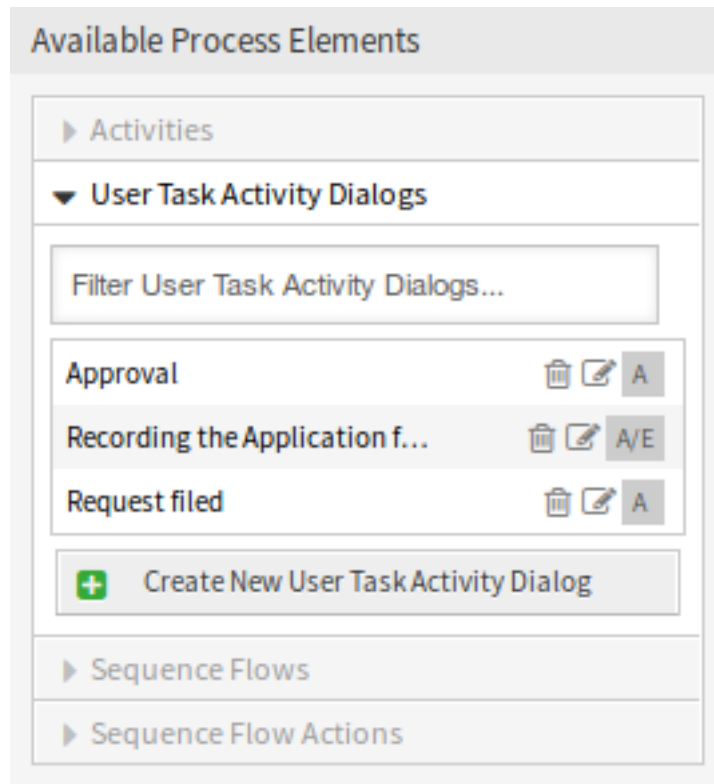 Available Process Elements
Activities
User Task Activity Dialogs
Filter User Task Activity Dialogs...
Approval A
Recording the Application f... A/E
Request filed A
Create New User Task Activity Dialog
Sequence Flows
Sequence Flow Actions